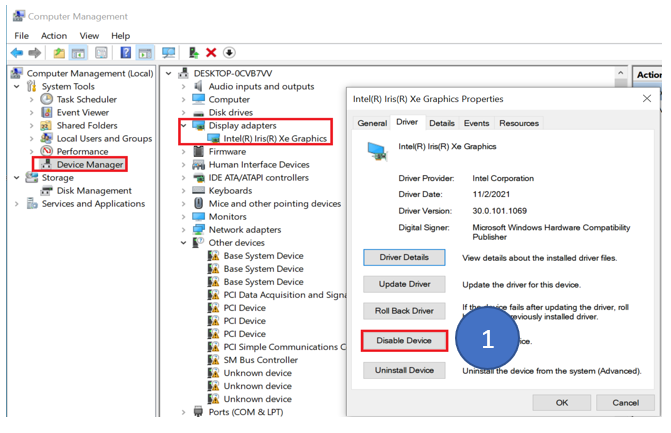 Computer Management
File Action View Help
Computer Management (Local)
System Tools
Task Scheduler
Event Viewer
Shared Folders
Local Users and Groups
Performance
Device Manager
Storage
Disk Management
Services and Applications
DESKTOP-0CVB7VV
Audio inputs and outputs
Computer
Disk drives
Display adapters
Intel(R) Iris(R) Xe Graphics
Firmware
Human Interface Devices
IDE ATA/ATAPI controllers
Keyboards
Mice and other pointing devices
Monitors
Network adapters
Other devices
Base System Device
Base System Device
Base System Device
PCI Data Acquisition and Signa
PCI Device
PCI Device
PCI Device
PCI Simple Communications C
SM Bus Controller
Unknown device
Unknown device
Unknown device
Ports (COM & LPT)
Action
Intel(R) Iris(R) Xe Graphics Properties
General Driver Details Events Resources
Intel(R) Iris(R) Xe Graphics
Driver Provider: Intel Corporation
Driver Date: 11/2/2021
Driver Version: 30.0.101.1069
Digital Signer: Microsoft Windows Hardware Compatibility
Publisher
Driver Details View details about the installed driver files.
Update Driver Update the driver for this device.
Roll Back Driver If the device fails after updating the driver, roll
previously installed driver.
Disable Device 1
Uninstall Device Uninstall the device from the system (Advanced).
OK Cancel